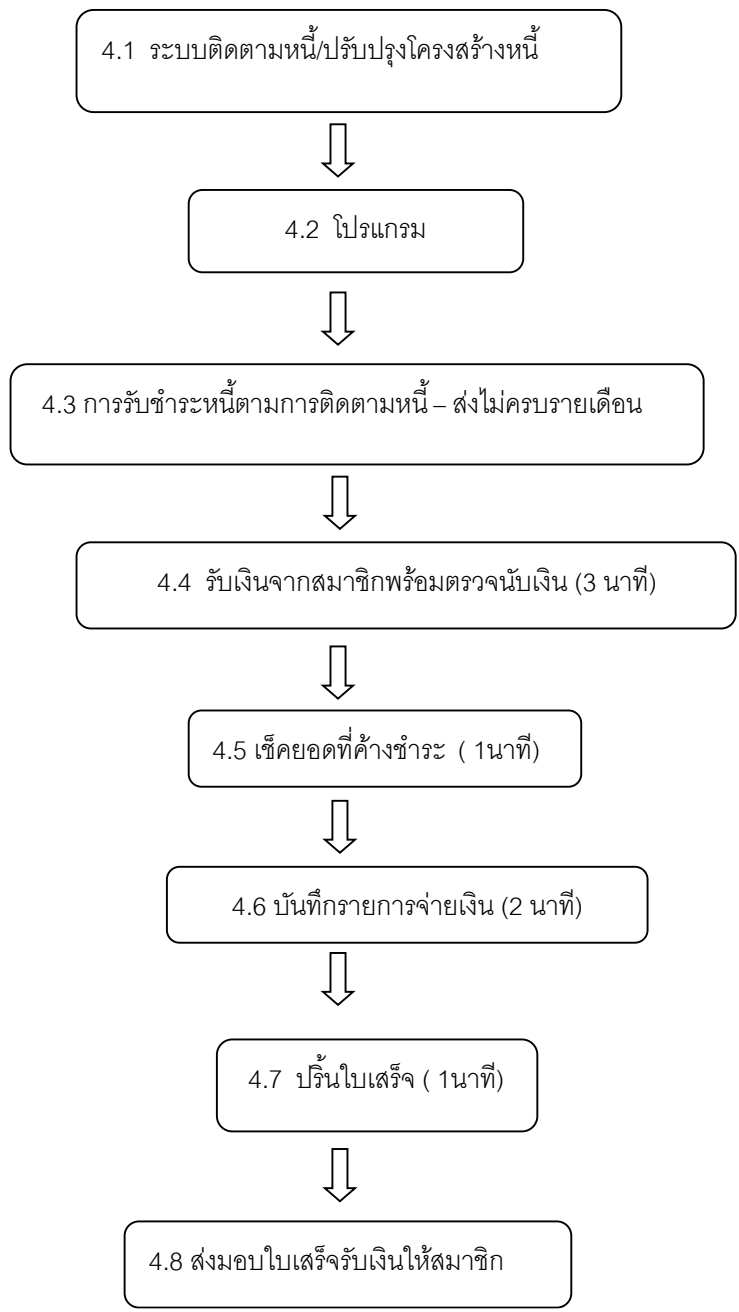 4.1 ระบบติดตามหนี้/ปรับปรุงโครงสร้างหนี้
4.2 โปรแกรม
4.3 การรับชำระหนี้ตามการติดตามหนี้ – ส่งไม่ครบรายเดือน
4.4 รับเงินจากสมาชิกพร้อมตรวจนับเงิน (3 นาที)
4.5 เช็คยอดที่ค้างชำระ ( 1นาที)
4.6 บันทึกรายการจ่ายเงิน (2 นาที)
4.7 ปริ้นใบเสร็จ ( 1นาที)
4.8 ส่งมอบใบเสร็จรับเงินให้สมาชิก